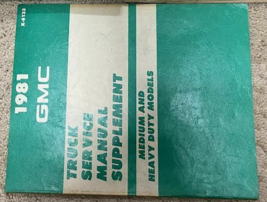 X-8133
1981
GMC
TRUCK
SERVICE
MANUAL
SUPPLEMENT
MEDIUM AND
HEAVY DUTY MODELS